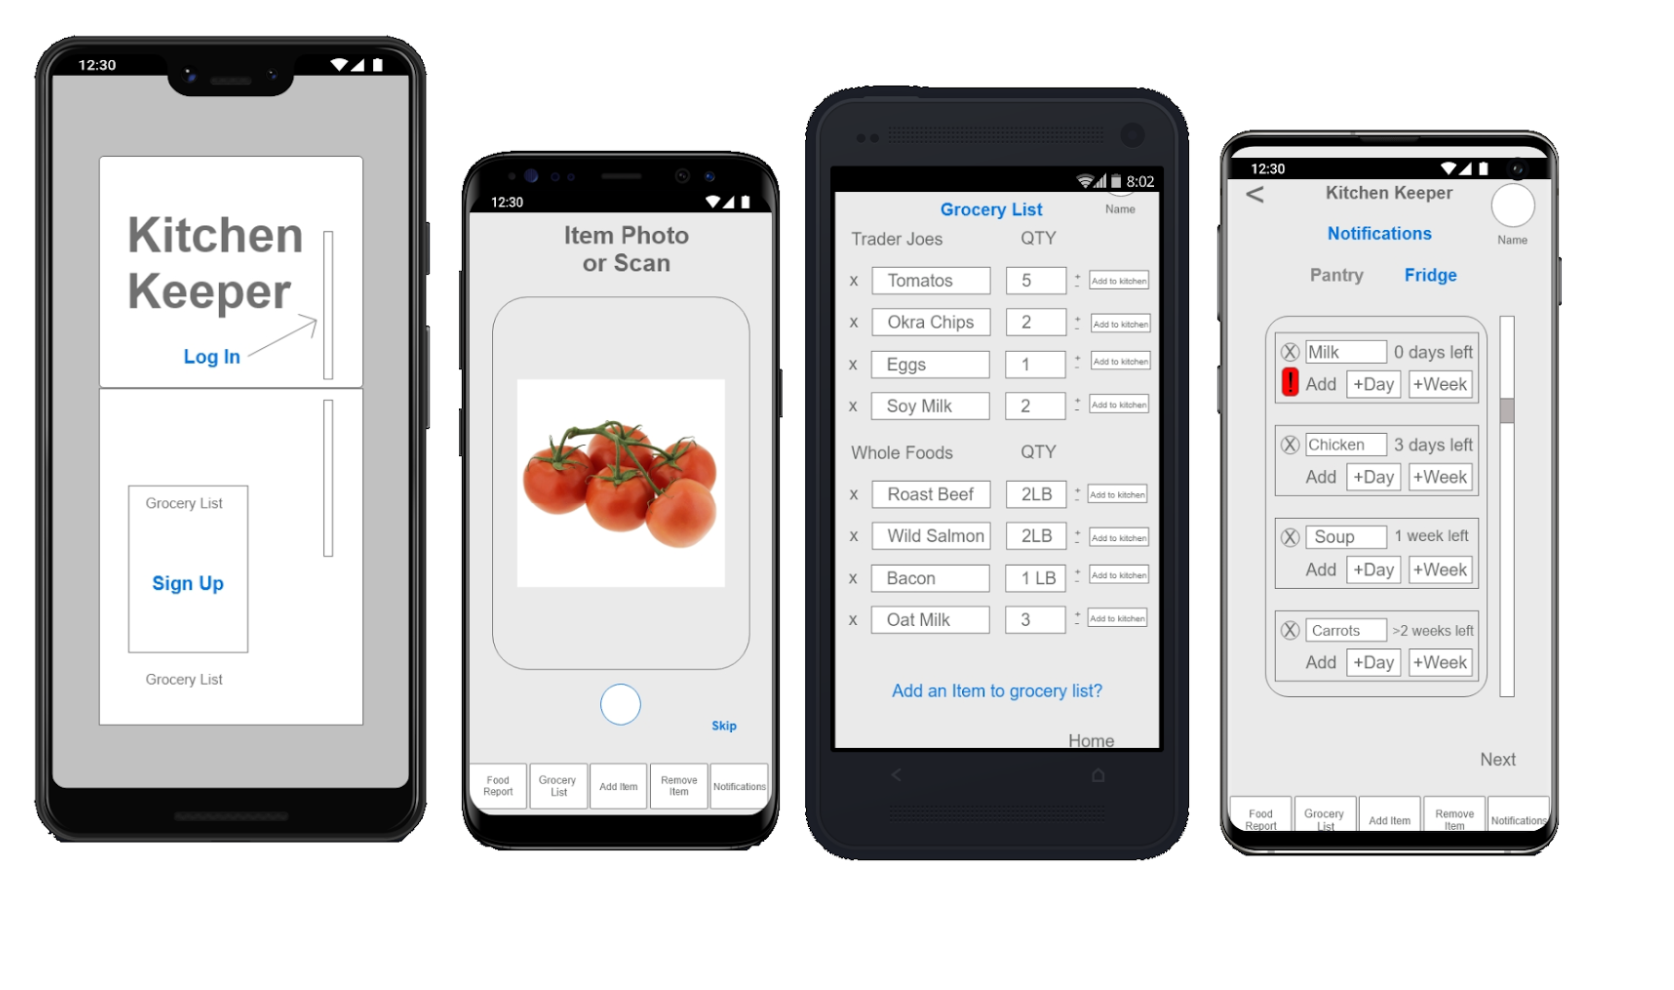 12:30
Kitchen
Keeper
Log In
Grocery List
Sign Up
Grocery List
12:30
Item Photo
or Scan
Skip
Food Report
Grocery List
Add Item
Remove Item
Notifications
8:02
Grocery List
Name
Trader Joes QTY
x Tomatos 5 + - Add to kitchen
x Okra Chips 2 + - Add to kitchen
x Eggs 1 + - Add to kitchen
x Soy Milk 2 + - Add to kitchen
Whole Foods QTY
x Roast Beef 2LB + - Add to kitchen
x Wild Salmon 2LB + - Add to kitchen
x Bacon 1 LB + - Add to kitchen
x Oat Milk 3 + - Add to kitchen
Add an Item to grocery list?
Home
12:30
< Kitchen Keeper
Notifications
Name
Pantry Fridge
X Milk 0 days left
! Add +Day +Week
X Chicken 3 days left
Add +Day +Week
X Soup 1 week left
Add +Day +Week
X Carrots >2 weeks left
Add +Day +Week
Next
Food Report
Grocery List
Add Item
Remove Item
Notifications